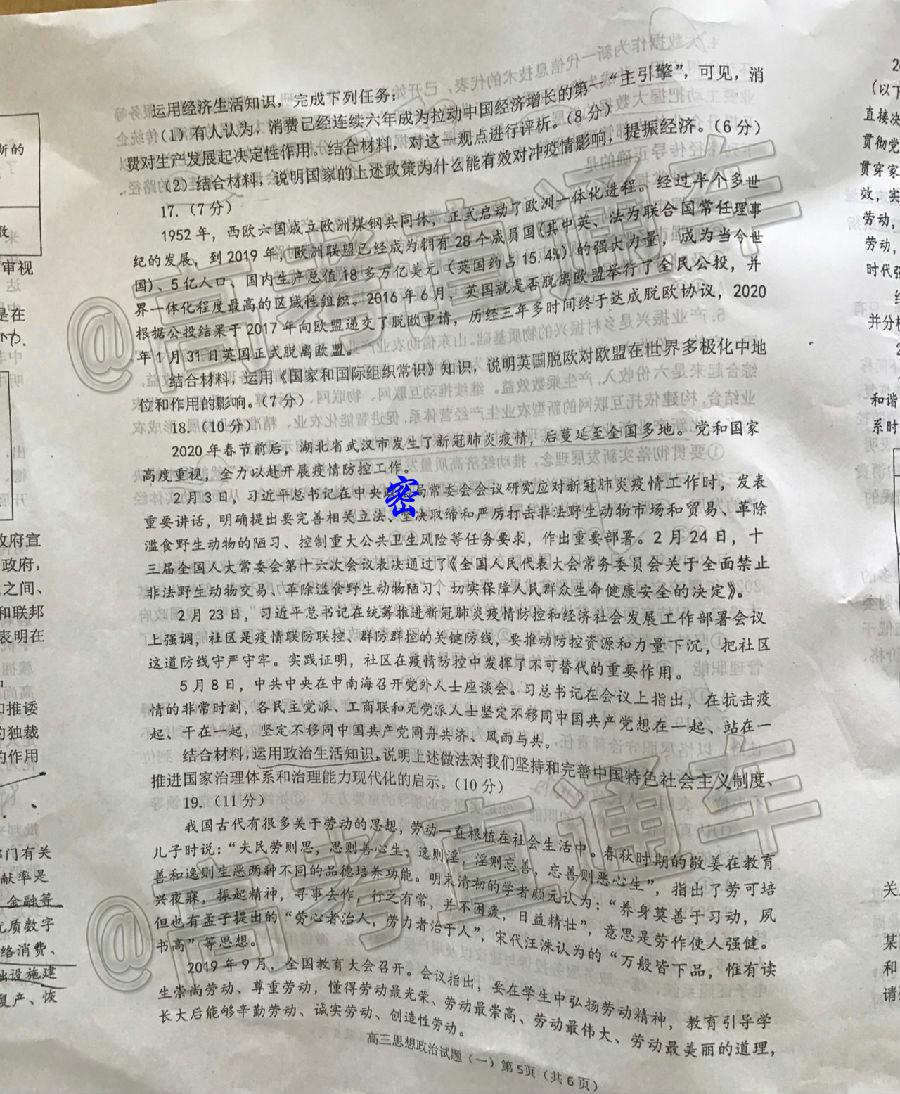 运用经济生活知识，完成下列任务：
（1）有人认为，消费已经连续六年成为拉动中国经济增长的第一“主引擎”，可见，消
费对生产发展起决定性作用。结合材料，对这一观点进行评析。（8分）
（2）结合材料，说明国家的上述政策为什么能有效对冲疫情影响，提振经济。（6分）
17.（7分）
1952年，西欧六国成立欧洲煤钢共同体，正式启动了欧洲一体化进程。经过半个多世
纪的发展，到2019年，欧洲联盟已经成为拥有28个成员国（其中英、法为联合国常任理事
国）、5亿人口、国内生产总值18多万亿美元（英国约占15.4%）的强大力量，成为当今世
界一体化程度最高的区域性组织。2016年6月，英国就是否脱离欧盟举行了全民公投，并
根据公投结果于2017年向欧盟递交了脱欧申请，历经三年多时间终于达成脱欧协议，2020
年1月31日英国正式脱离欧盟。
结合材料，运用《国家和国际组织常识》知识，说明英国脱欧对欧盟在世界多极化中地
位和作用的影响。（7分）
18.（10分）
2020年春节前后，湖北省武汉市发生了新冠肺炎疫情，后蔓延至全国多地。党和国家
高度重视，全力以赴开展疫情防控工作。
2月3日，习近平总书记在中央政 局常委会会议研究应对新冠肺炎疫情工作时，发表
重要讲话，明确提出要完善相关立法、坚决取缔和严厉打击非法野生动物市场和贸易、革除
滥食野生动物的陋习、控制重大公共卫生风险等任务要求，作出重要部署。2月24日，十
三届全国人大常委会第十六次会议表决通过了《全国人民代表大会常务委员会关于全面禁止
非法野生动物交易、革除滥食野生动物陋习、切实保障人民群众生命健康安全的决定》。
2月23日，习近平总书记在统筹推进新冠肺炎疫情防控和经济社会发展工作部署会议
上强调，社区是疫情联防联控、群防群控的关键防线，要推动防控资源和力量下沉，把社区
这道防线守严守牢。实践证明，社区在疫情防控中发挥了不可替代的重要作用。
5月8日，中共中央在中南海召开党外人士座谈会。习总书记在会议上指出，在抗击疫
情的非常时刻，各民主党派、工商联和无党派人士坚定不移同中国共产党想在一起、站在一
起、干在一起，坚定不移同中国共产党同舟共济、风雨与共。
结合材料，运用政治生活知识，说明上述做法对我们坚持和完善中国特色社会主义制度、
推进国家治理体系和治理能力现代化的启示。（10分）
19.（11分）
我国古代有很多关于劳动的思想，劳动一直根植在社会生活中。春秋时期的敬姜在教育
儿子时说：“夫民劳则思，思则善心生；逸则淫，淫则忘善，忘善则恶心生”，指出了劳可培
善和逸则生恶两种不同的品德培养功能。明末清初的学者颜元认为：“养身莫善于习动，夙
兴夜寐，振起精神，寻事去作，行之有常，并不困疲，日益精壮”，意思是劳作使人强健。
但也有孟子提出的“劳心者治人，劳力者治于人”，宋代汪洙认为的“万般皆下品，惟有读
书高”等思想。
2019年9月，全国教育大会召开。会议指出，要在学生中弘扬劳动精神，教育引导学
生崇尚劳动、尊重劳动，懂得劳动最光荣、劳动最崇高、劳动最伟大、劳动最美丽的道理，
长大后能够辛勤劳动、诚实劳动、创造性劳动。
高三思想政治试题（一）第5页（共6页）
密
@高考直通车
@高考直通车